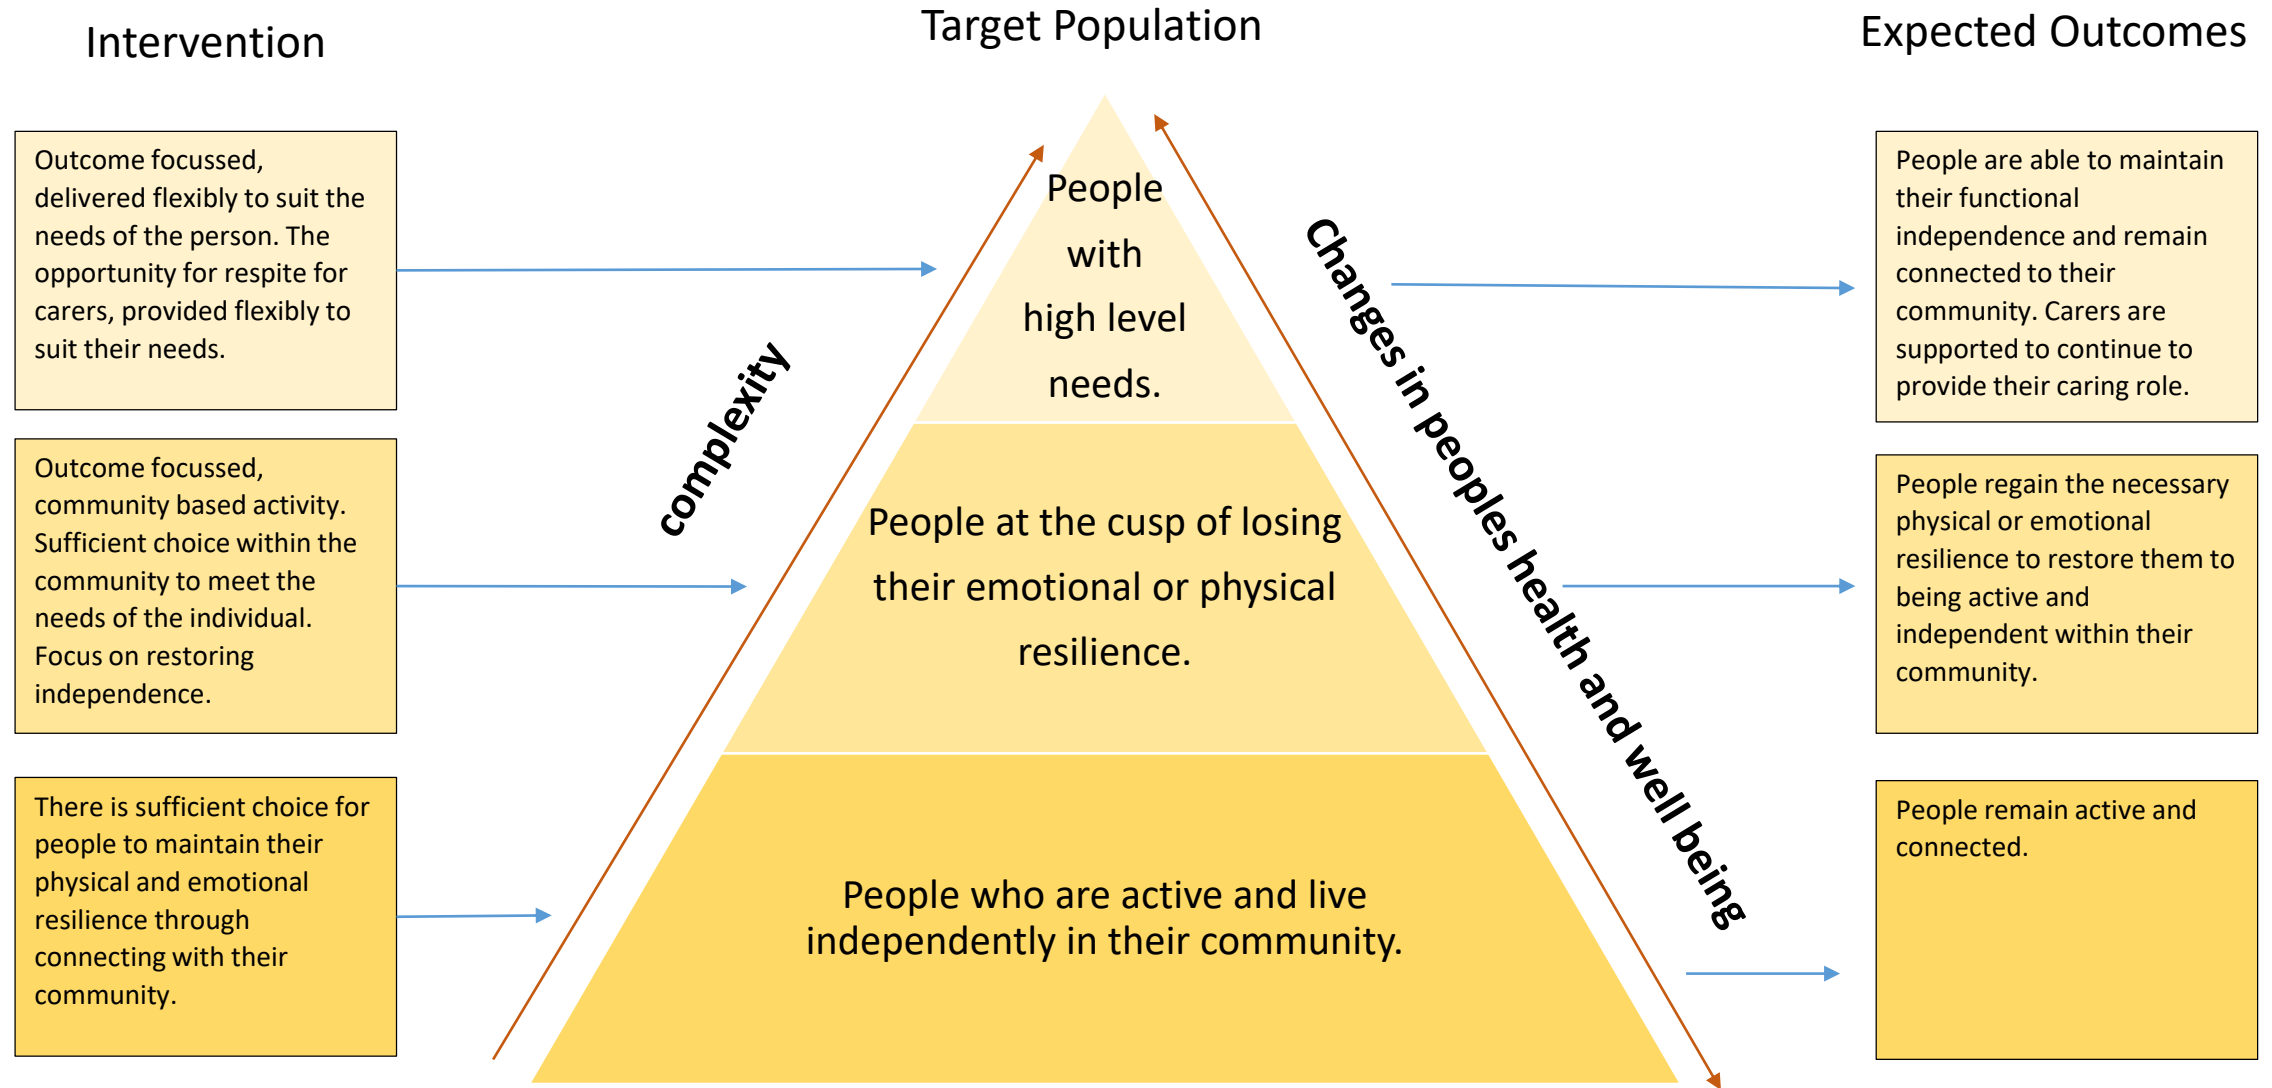 Intervention
Target Population
Expected Outcomes
Outcome focussed,
delivered flexibly to suit the
needs of the person. The
opportunity for respite for
carers, provided flexibly to
suit their needs.
Outcome focussed,
community based activity.
Sufficient choice within the
community to meet the
needs of the individual.
Focus on restoring
independence.
There is sufficient choice for
people to maintain their
physical and emotional
resilience through
connecting with their
community.
complexity
People
with
high level
needs.
People at the cusp of losing
their emotional or physical
resilience.
People who are active and live
independently in their community.
Changes in peoples health and well being
People are able to maintain
their functional
independence and remain
connected to their
community. Carers are
supported to continue to
provide their caring role.
People regain the necessary
physical or emotional
resilience to restore them to
being active and
independent within their
community.
People remain active and
connected.